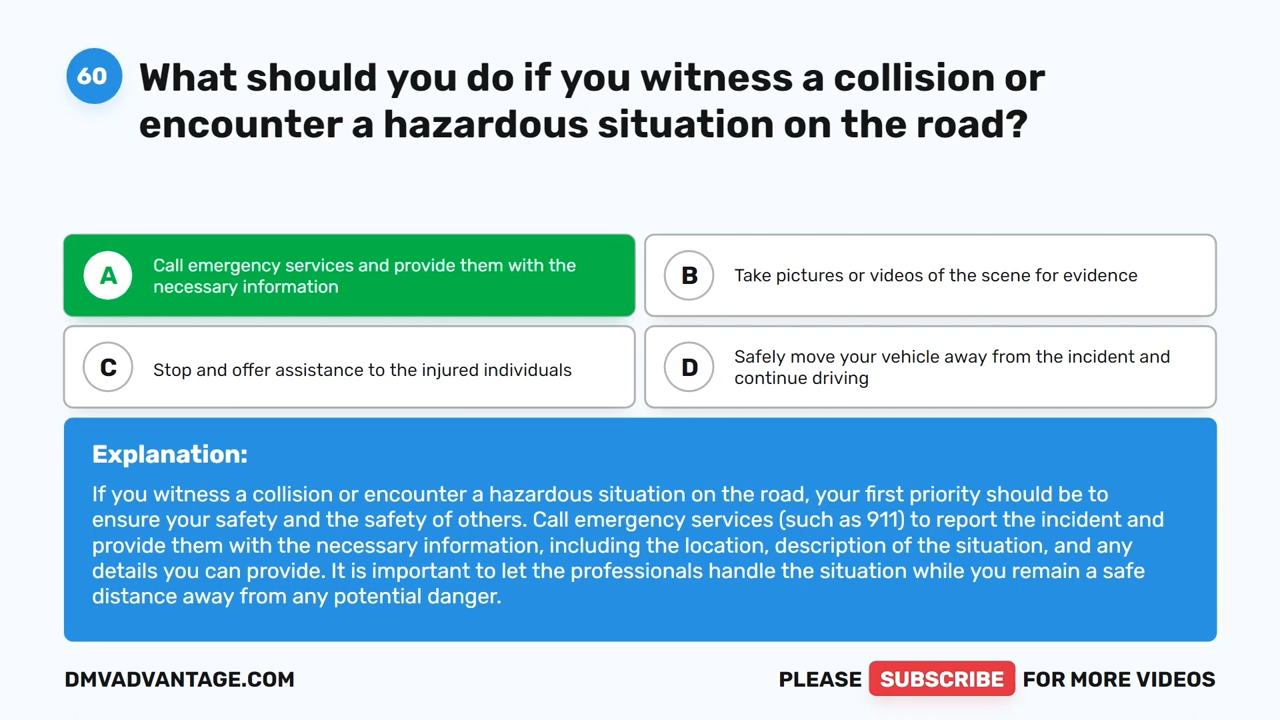 60
What should you do if you witness a collision or
encounter a hazardous situation on the road?
A
Call emergency services and provide them with the
necessary information
B
Take pictures or videos of the scene for evidence
C
Stop and offer assistance to the injured individuals
D
Safely move your vehicle away from the incident and
continue driving
Explanation:
If you witness a collision or encounter a hazardous situation on the road, your first priority should be to
ensure your safety and the safety of others. Call emergency services (such as 911) to report the incident and
provide them with the necessary information, including the location, description of the situation, and any
details you can provide. It is important to let the professionals handle the situation while you remain a safe
distance away from any potential danger.
DMVADVANTAGE.COM
PLEASE SUBSCRIBE FOR MORE VIDEOS